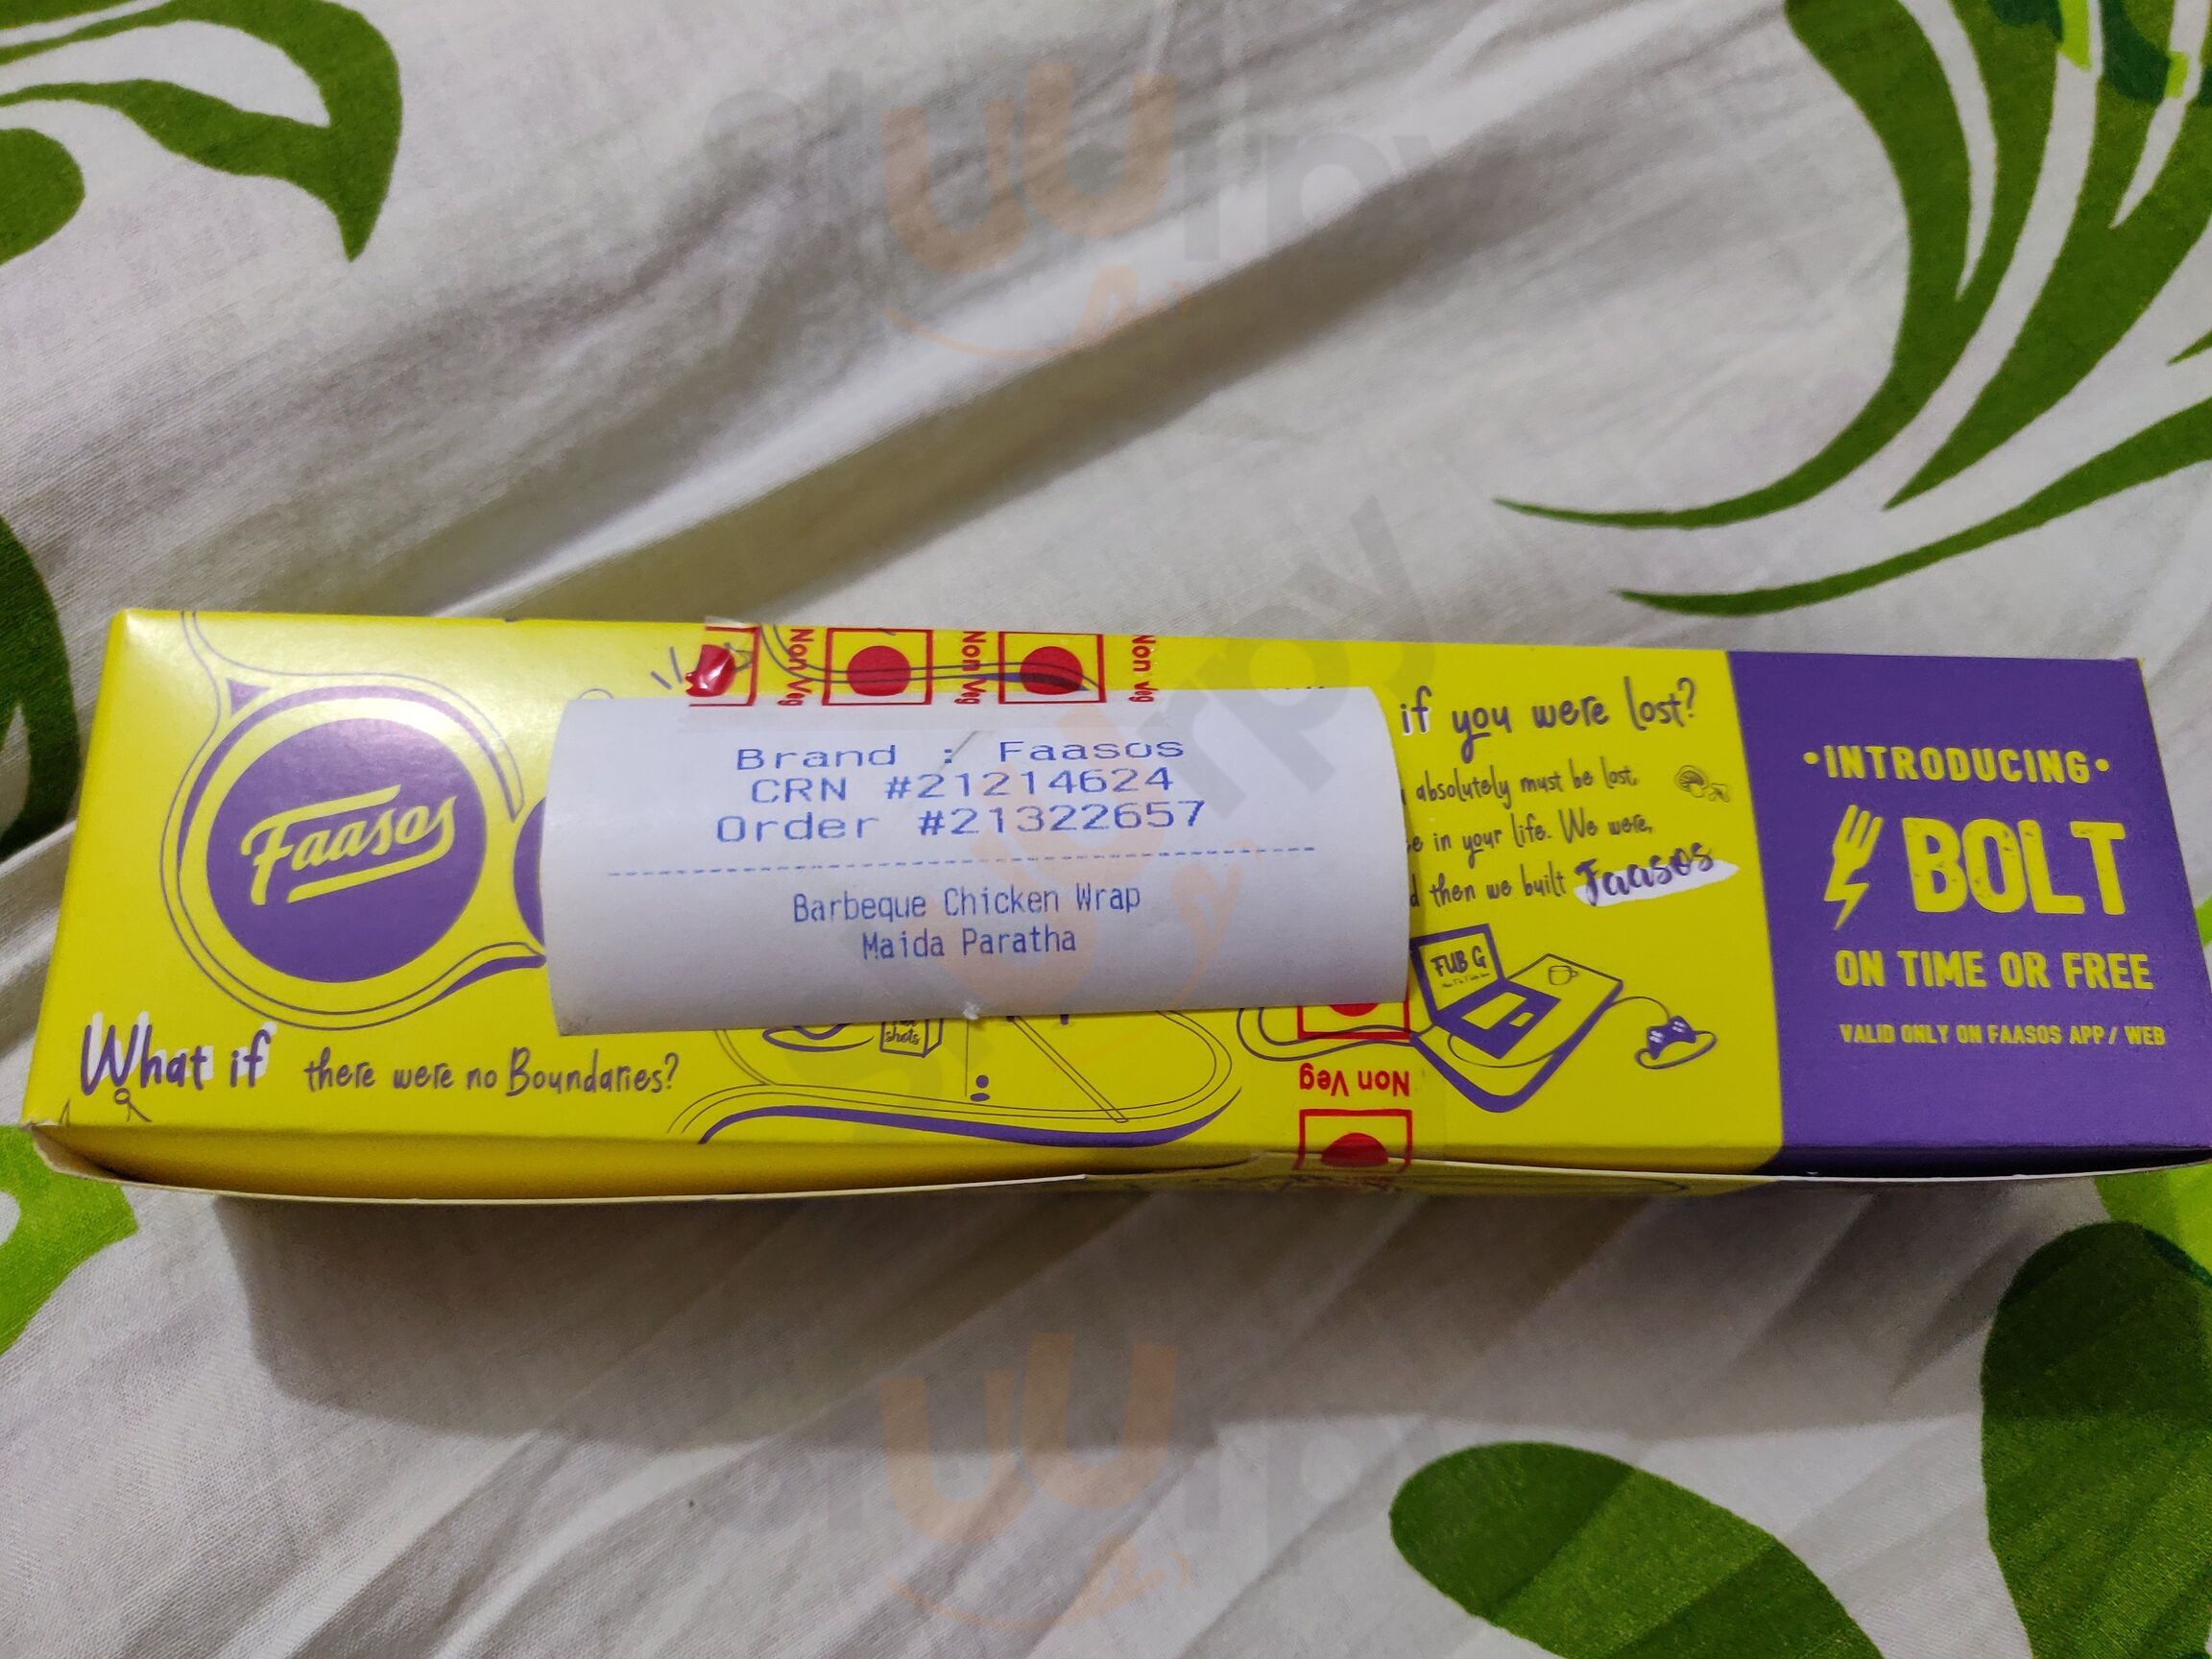 sluurpy
Non Veg
Non Veg
Non Veg
Faasos
Brand : Faasos
CRN #21214624
Order #21322657
Barbeque Chicken Wrap
Maida Paratha
if you were lost?
absolutely must be lost,
in your life. We were,
then we built Faasos
FUB G
shots
What if there were no Boundaries?
Non Veg
•INTRODUCING•
BOLT
ON TIME OR FREE
VALID ONLY ON FAASOS APP / WEB
sluurpy
sluurpy